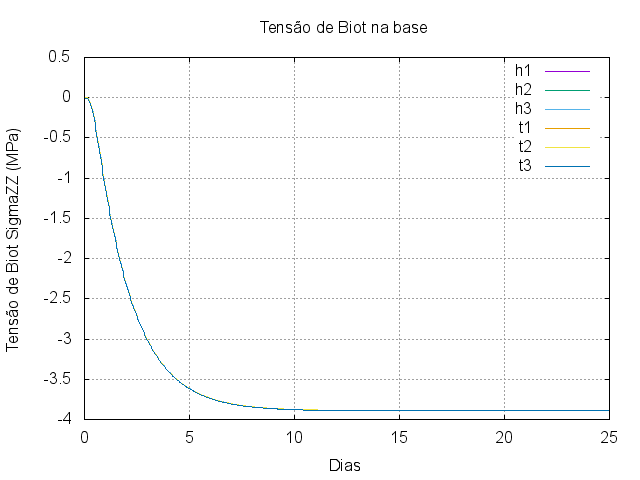 Tensão de Biot na base
Tensão de Biot SigmaZZ (MPa)
0.5
0
-0.5
-1
-1.5
-2
-2.5
-3
-3.5
-4
h1
h2
h3
t1
t2
t3
0 5 10 15 20 25
Dias